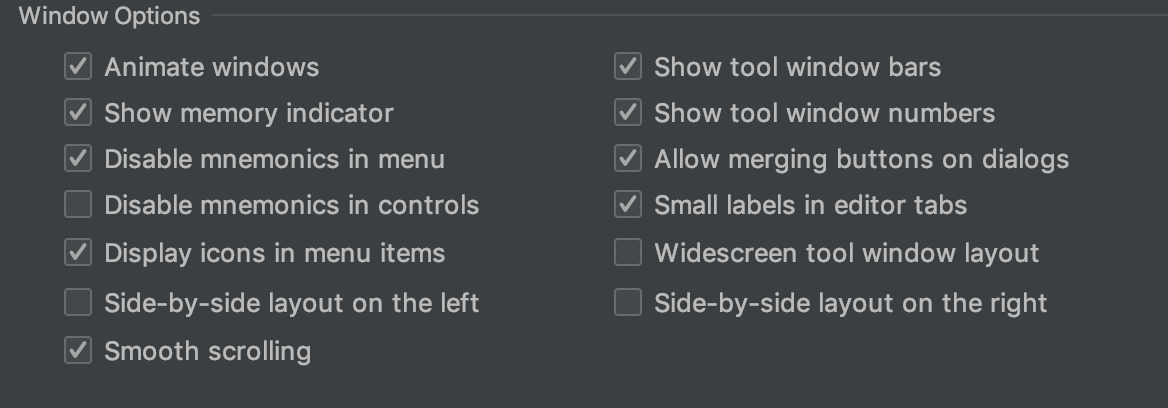 Window Options
Animate windows
Show tool window bars
Show memory indicator
Show tool window numbers
Disable mnemonics in menu
Allow merging buttons on dialogs
Disable mnemonics in controls
Small labels in editor tabs
Display icons in menu items
Widescreen tool window layout
Side-by-side layout on the left
Side-by-side layout on the right
Smooth scrolling